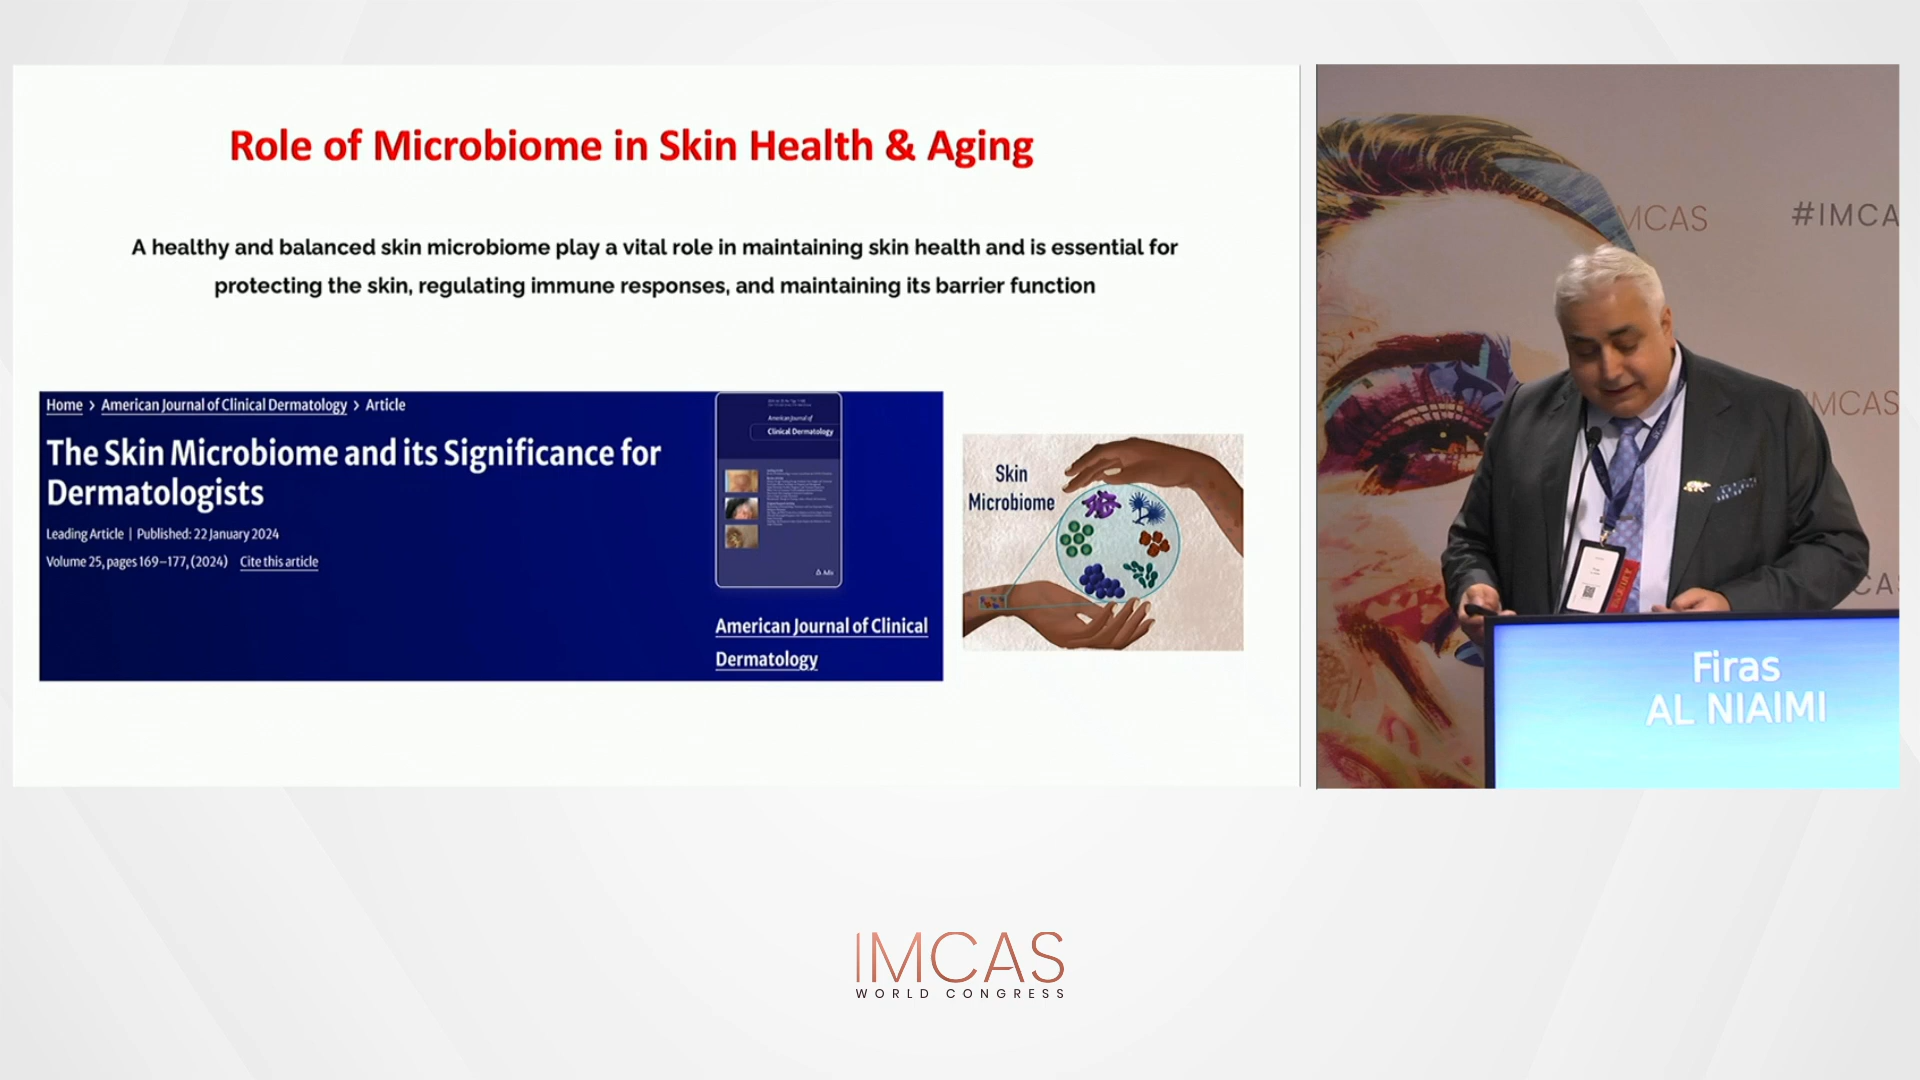 Role of Microbiome in Skin Health & Aging
A healthy and balanced skin microbiome play a vital role in maintaining skin health and is essential for
protecting the skin, regulating immune responses, and maintaining its barrier function
Home > American Journal of Clinical Dermatology > Article
The Skin Microbiome and its Significance for
Dermatologists
Leading Article | Published: 22 January 2024
Volume 25, pages 169–177, (2024) Cite this article
American Journal of
Clinical Dermatology
Adis
American Journal of Clinical
Dermatology
Skin
Microbiome
MCAS
#IMCA
MCAS
CAS
FACULTY
Firas
AL NIAIMI
IMCAS
WORLD CONGRESS